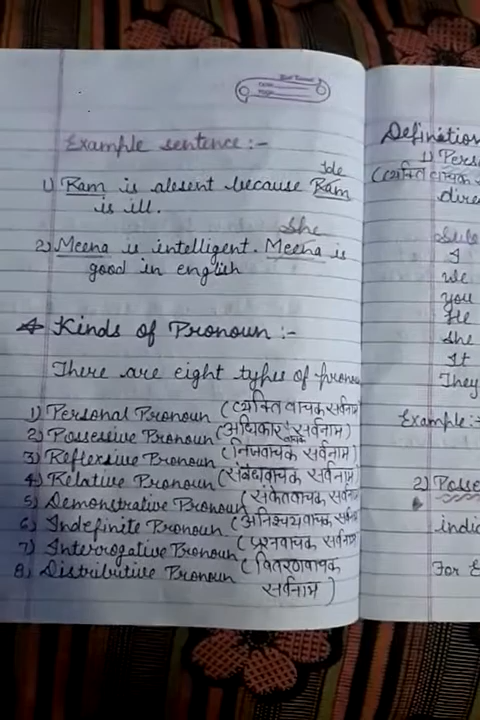 Example sentence :-
He
1) Ram is absent because Ram
is ill.
She
2) Meena is intelligent. Meena is
good in english
Kinds of Pronoun :-
There are eight types of pronou
1) Personal Pronoun (व्यक्तिवाचक सर्वनाम)
2) Possessive Pronoun (अधिकार वाचक सर्वनाम)
3) Reflexive Pronoun (निजवाचक सर्वनाम)
4) Relative Pronoun (संबंधवाचक सर्वनाम)
5) Demonstrative Pronoun (संकेतवाचक सर्वनाम
6) Indefinite Pronoun (अनिश्चयवाचक सर्वनाम
7) Interrogative Pronoun (प्रश्नवाचक सर्वनाम
8) Distributive Pronoun (वितरणवाचक
सर्वनाम)
Definition
1) Pers
(व्यक्तिवाचक
dire
Sub
I
We
you
He
She
It
They
Example :-
2) Posse
indic
For E